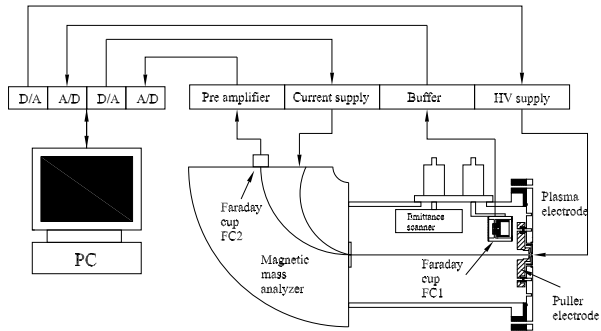 D/A A/D D/A A/D
Pre amplifier Current supply Buffer HV supply
PC
Faraday
cup
FC2
Magnetic
mass
analyzer
Emittance
scanner
Faraday
cup
FC1
Plasma
electrode
Puller
electrode